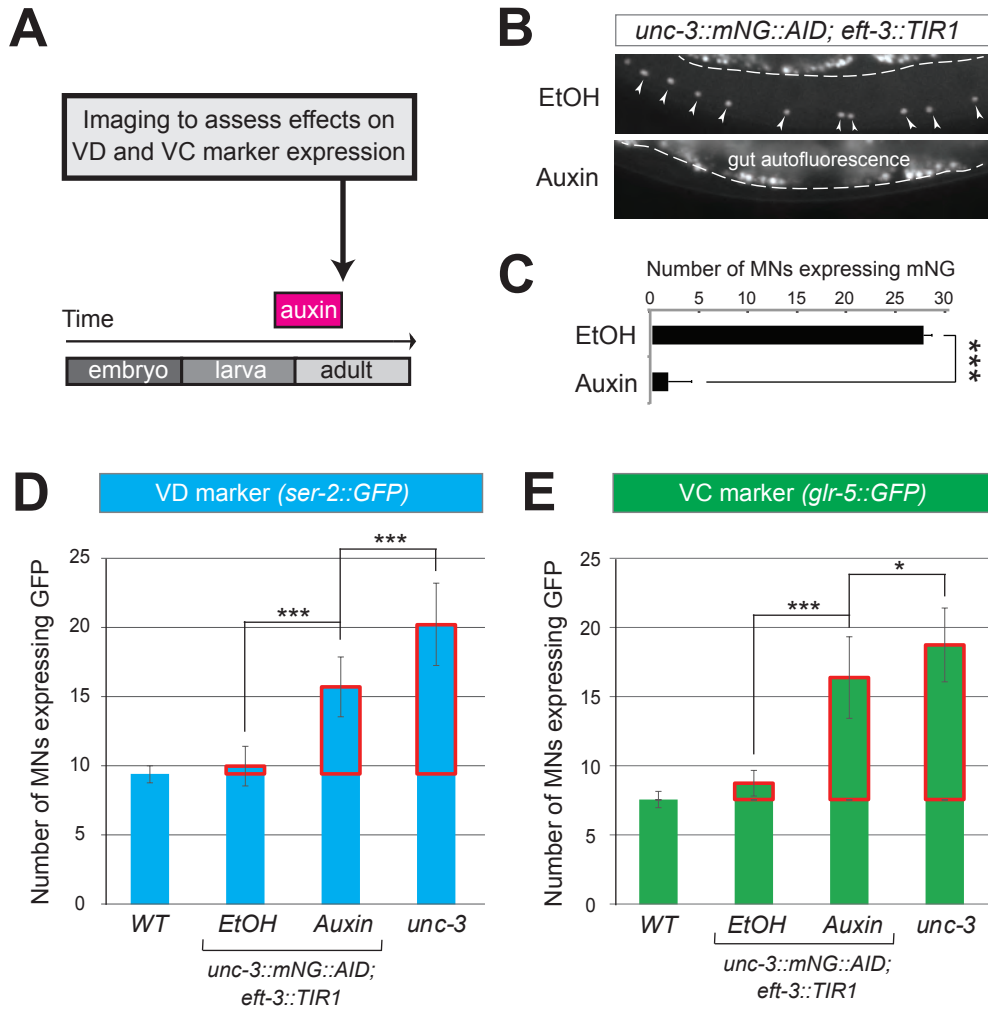 A
Imaging to assess effects on
VD and VC marker expression
auxin
Time
embryo
larva
adult
B
unc-3::mNG::AID; eft-3::TIR1
EtOH
Auxin
gut autofluorescence
C
Number of MNs expressing mNG
0 5 10 15 20 25 30
EtOH
Auxin
***
D
VD marker (ser-2::GFP)
Number of MNs expressing GFP
25
20
15
10
5
0
***
***
WT
EtOH
Auxin
unc-3
unc-3::mNG::AID;
eft-3::TIR1
E
VC marker (glr-5::GFP)
Number of MNs expressing GFP
25
20
15
10
5
0
***
*
WT
EtOH
Auxin
unc-3
unc-3::mNG::AID;
eft-3::TIR1